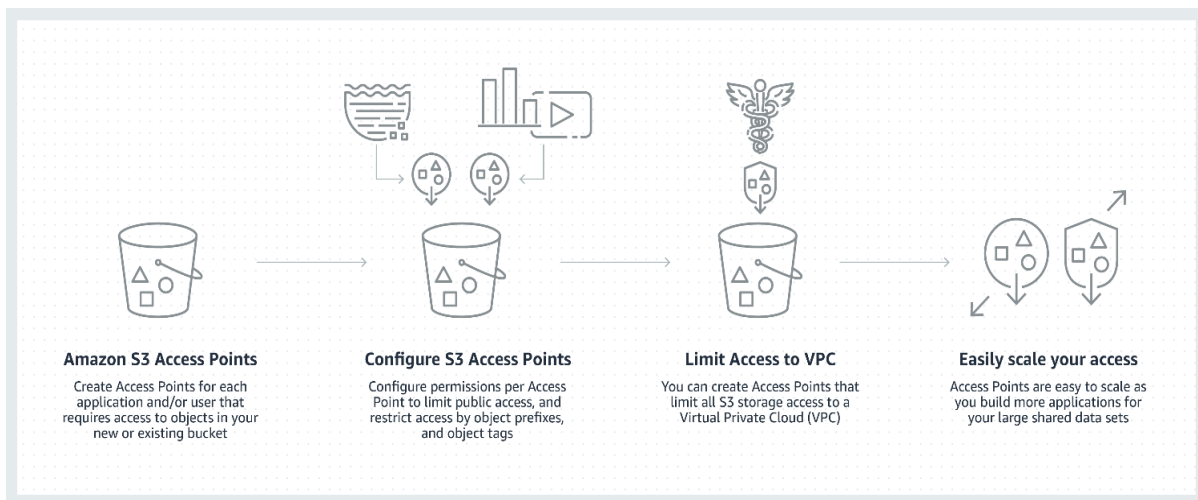 Amazon S3 Access Points
Create Access Points for each
application and/or user that
requires access to objects in your
new or existing bucket
Configure S3 Access Points
Configure permissions per Access
Point to limit public access, and
restrict access by object prefixes,
and object tags
Limit Access to VPC
You can create Access Points that
limit all S3 storage access to a
Virtual Private Cloud (VPC)
Easily scale your access
Access Points are easy to scale as
you build more applications for
your large shared data sets